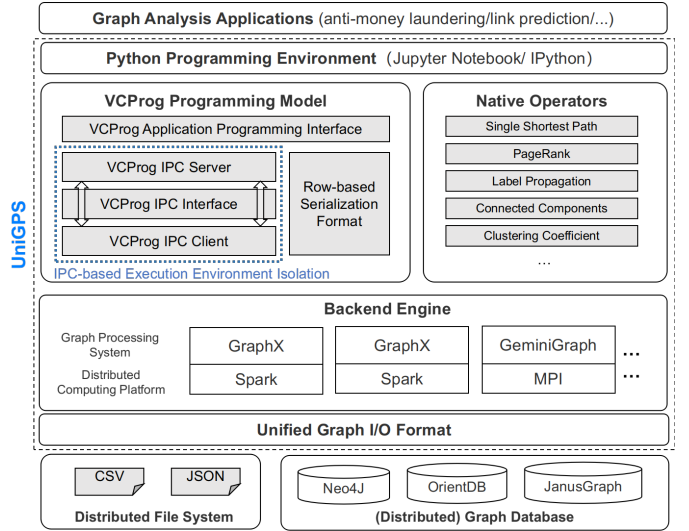 Graph Analysis Applications (anti-money laundering/link prediction/...)
Python Programming Environment (Jupyter Notebook/ IPython)
UniGPS
VCProg Programming Model
VCProg Application Programming Interface
VCProg IPC Server
VCProg IPC Interface
VCProg IPC Client
Row-based
Serialization
Format
IPC-based Execution Environment Isolation
Native Operators
Single Shortest Path
PageRank
Label Propagation
Connected Components
Clustering Coefficient
...
Backend Engine
Graph Processing
System
GraphX
GraphX
GeminiGraph
...
Distributed
Computing Platform
Spark
Spark
MPI
...
Unified Graph I/O Format
CSV
JSON
Distributed File System
Neo4J
OrientDB
JanusGraph
(Distributed) Graph Database